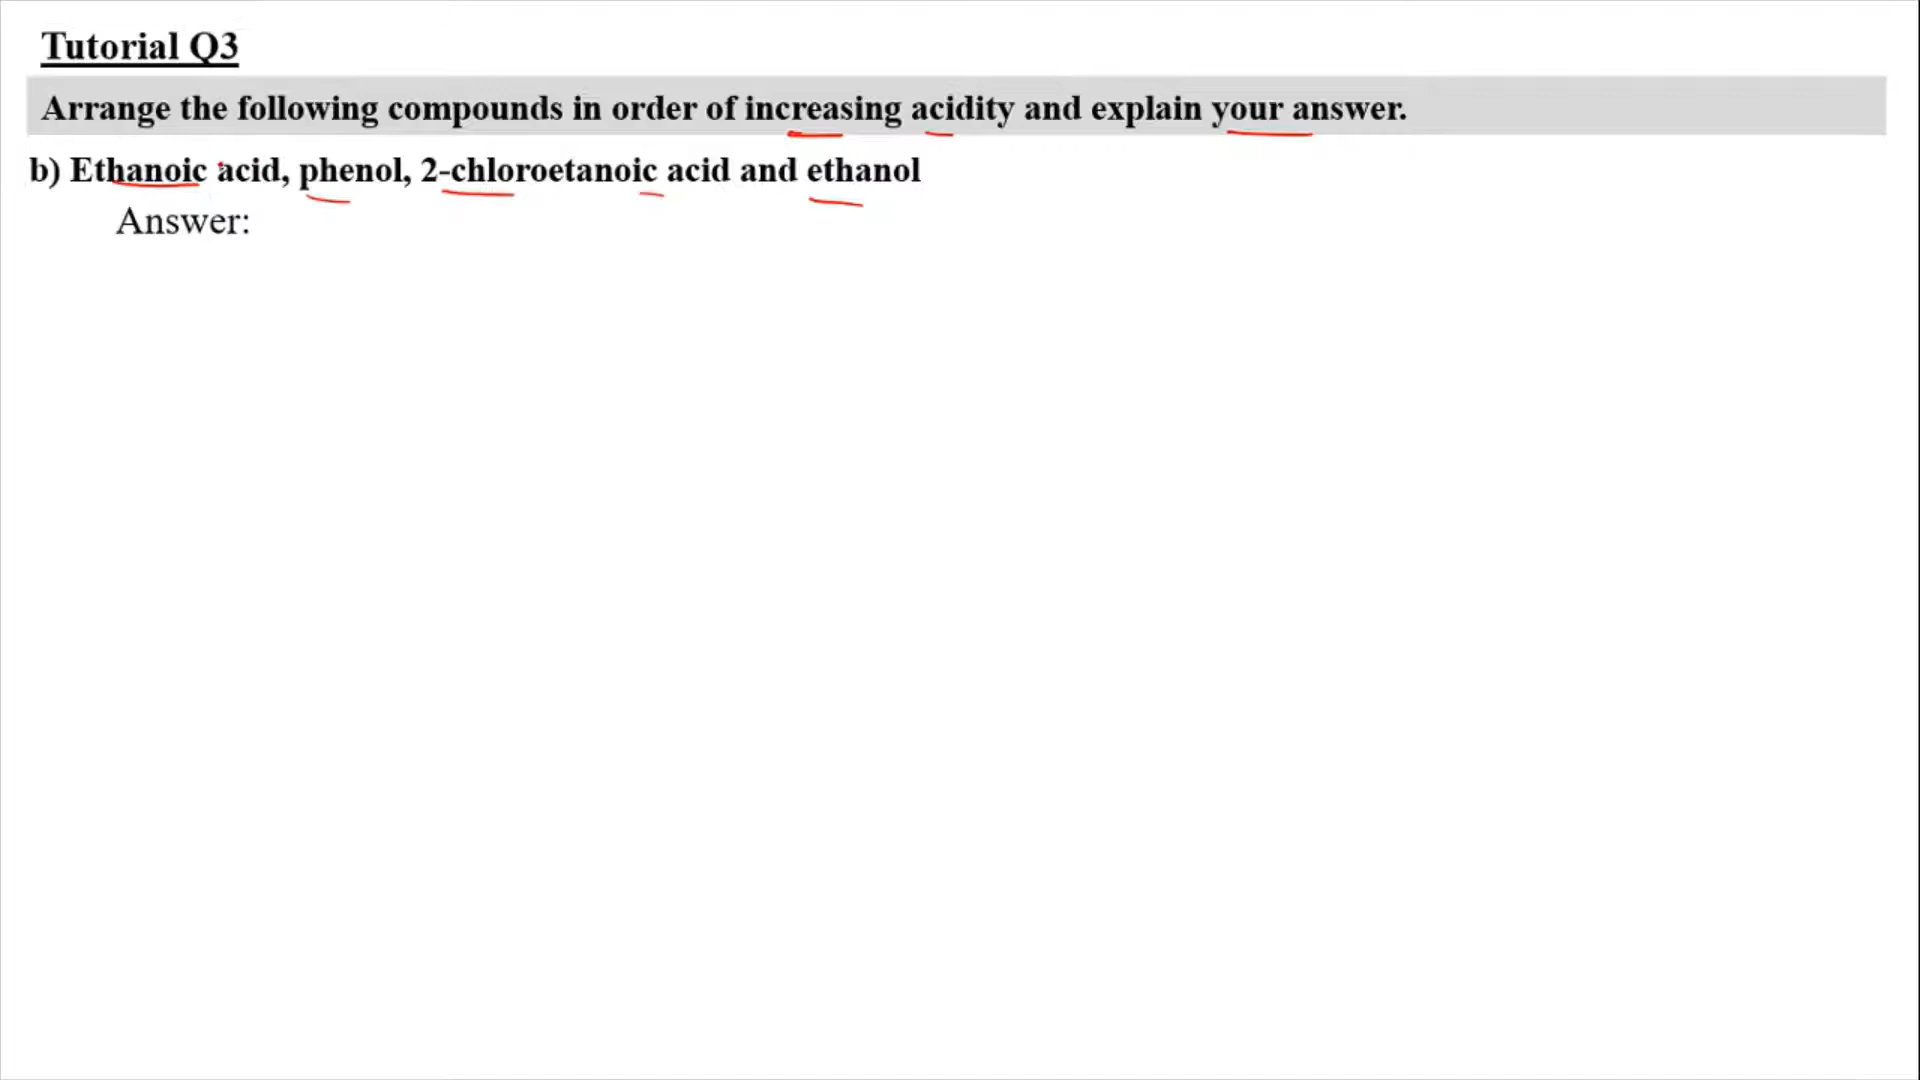 Tutorial Q3
Arrange the following compounds in order of increasing acidity and explain your answer.
b) Ethanoic acid, phenol, 2-chloroetanoic acid and ethanol
Answer: